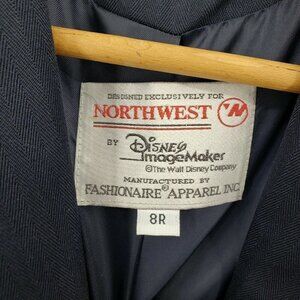 DESIGNED EXCLUSIVELY FOR
NORTHWEST
BY Disney
ImageMaker
©The Walt Disney Company
MANUFACTURED BY
FASHIONAIRE® APPAREL INC.
8R